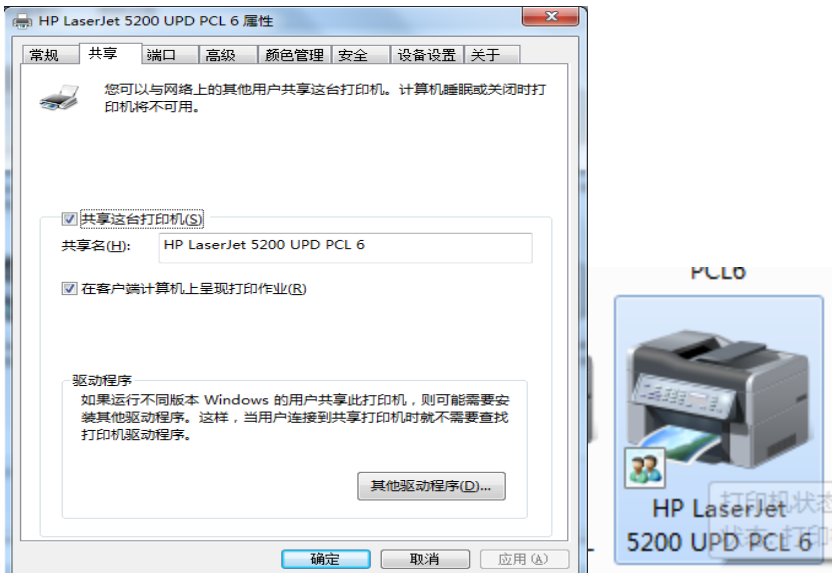 HP LaserJet 5200 UPD PCL 6 属性
常规 共享 端口 高级 颜色管理 安全 设备设置 关于
您可以与网络上的其他用户共享这台打印机。计算机睡眠或关闭时打
印机将不可用。
共享这台打印机(S)
共享名(H): HP LaserJet 5200 UPD PCL 6
在客户端计算机上呈现打印作业(R)
驱动程序
如果运行不同版本 Windows 的用户共享此打印机，则可能需要安
装其他驱动程序。这样，当用户连接到共享打印机时就不需要查找
打印机驱动程序。
其他驱动程序(D)...
确定 取消 应用(A)
PCL6
HP LaserJet
5200 UPD PCL 6
打印机状态
状态: 打印